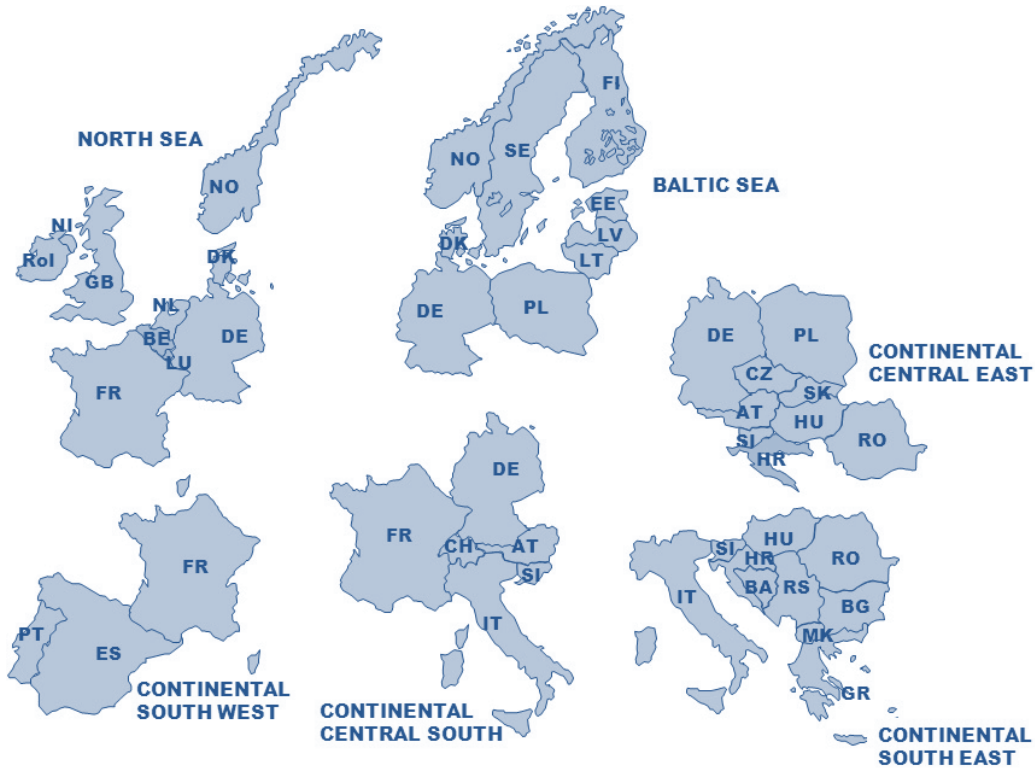 NORTH SEA
NO
NI
RoI
GB
DK
NL
BE
DE
LU
FR
FI
NO
SE
BALTIC SEA
EE
LV
DK
LT
DE
PL
DE
PL
CONTINENTAL
CENTRAL EAST
CZ
SK
AT
HU
SI
RO
HR
FR
PT
ES
CONTINENTAL
SOUTH WEST
DE
FR
CH
AT
SI
IT
CONTINENTAL
CENTRAL SOUTH
HU
SI
HR
RO
BA
RS
IT
BG
MK
GR
CONTINENTAL
SOUTH EAST